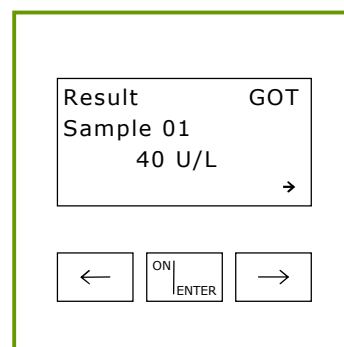 Result GOT
Sample 01
40 U/L
→
← ON ENTER →